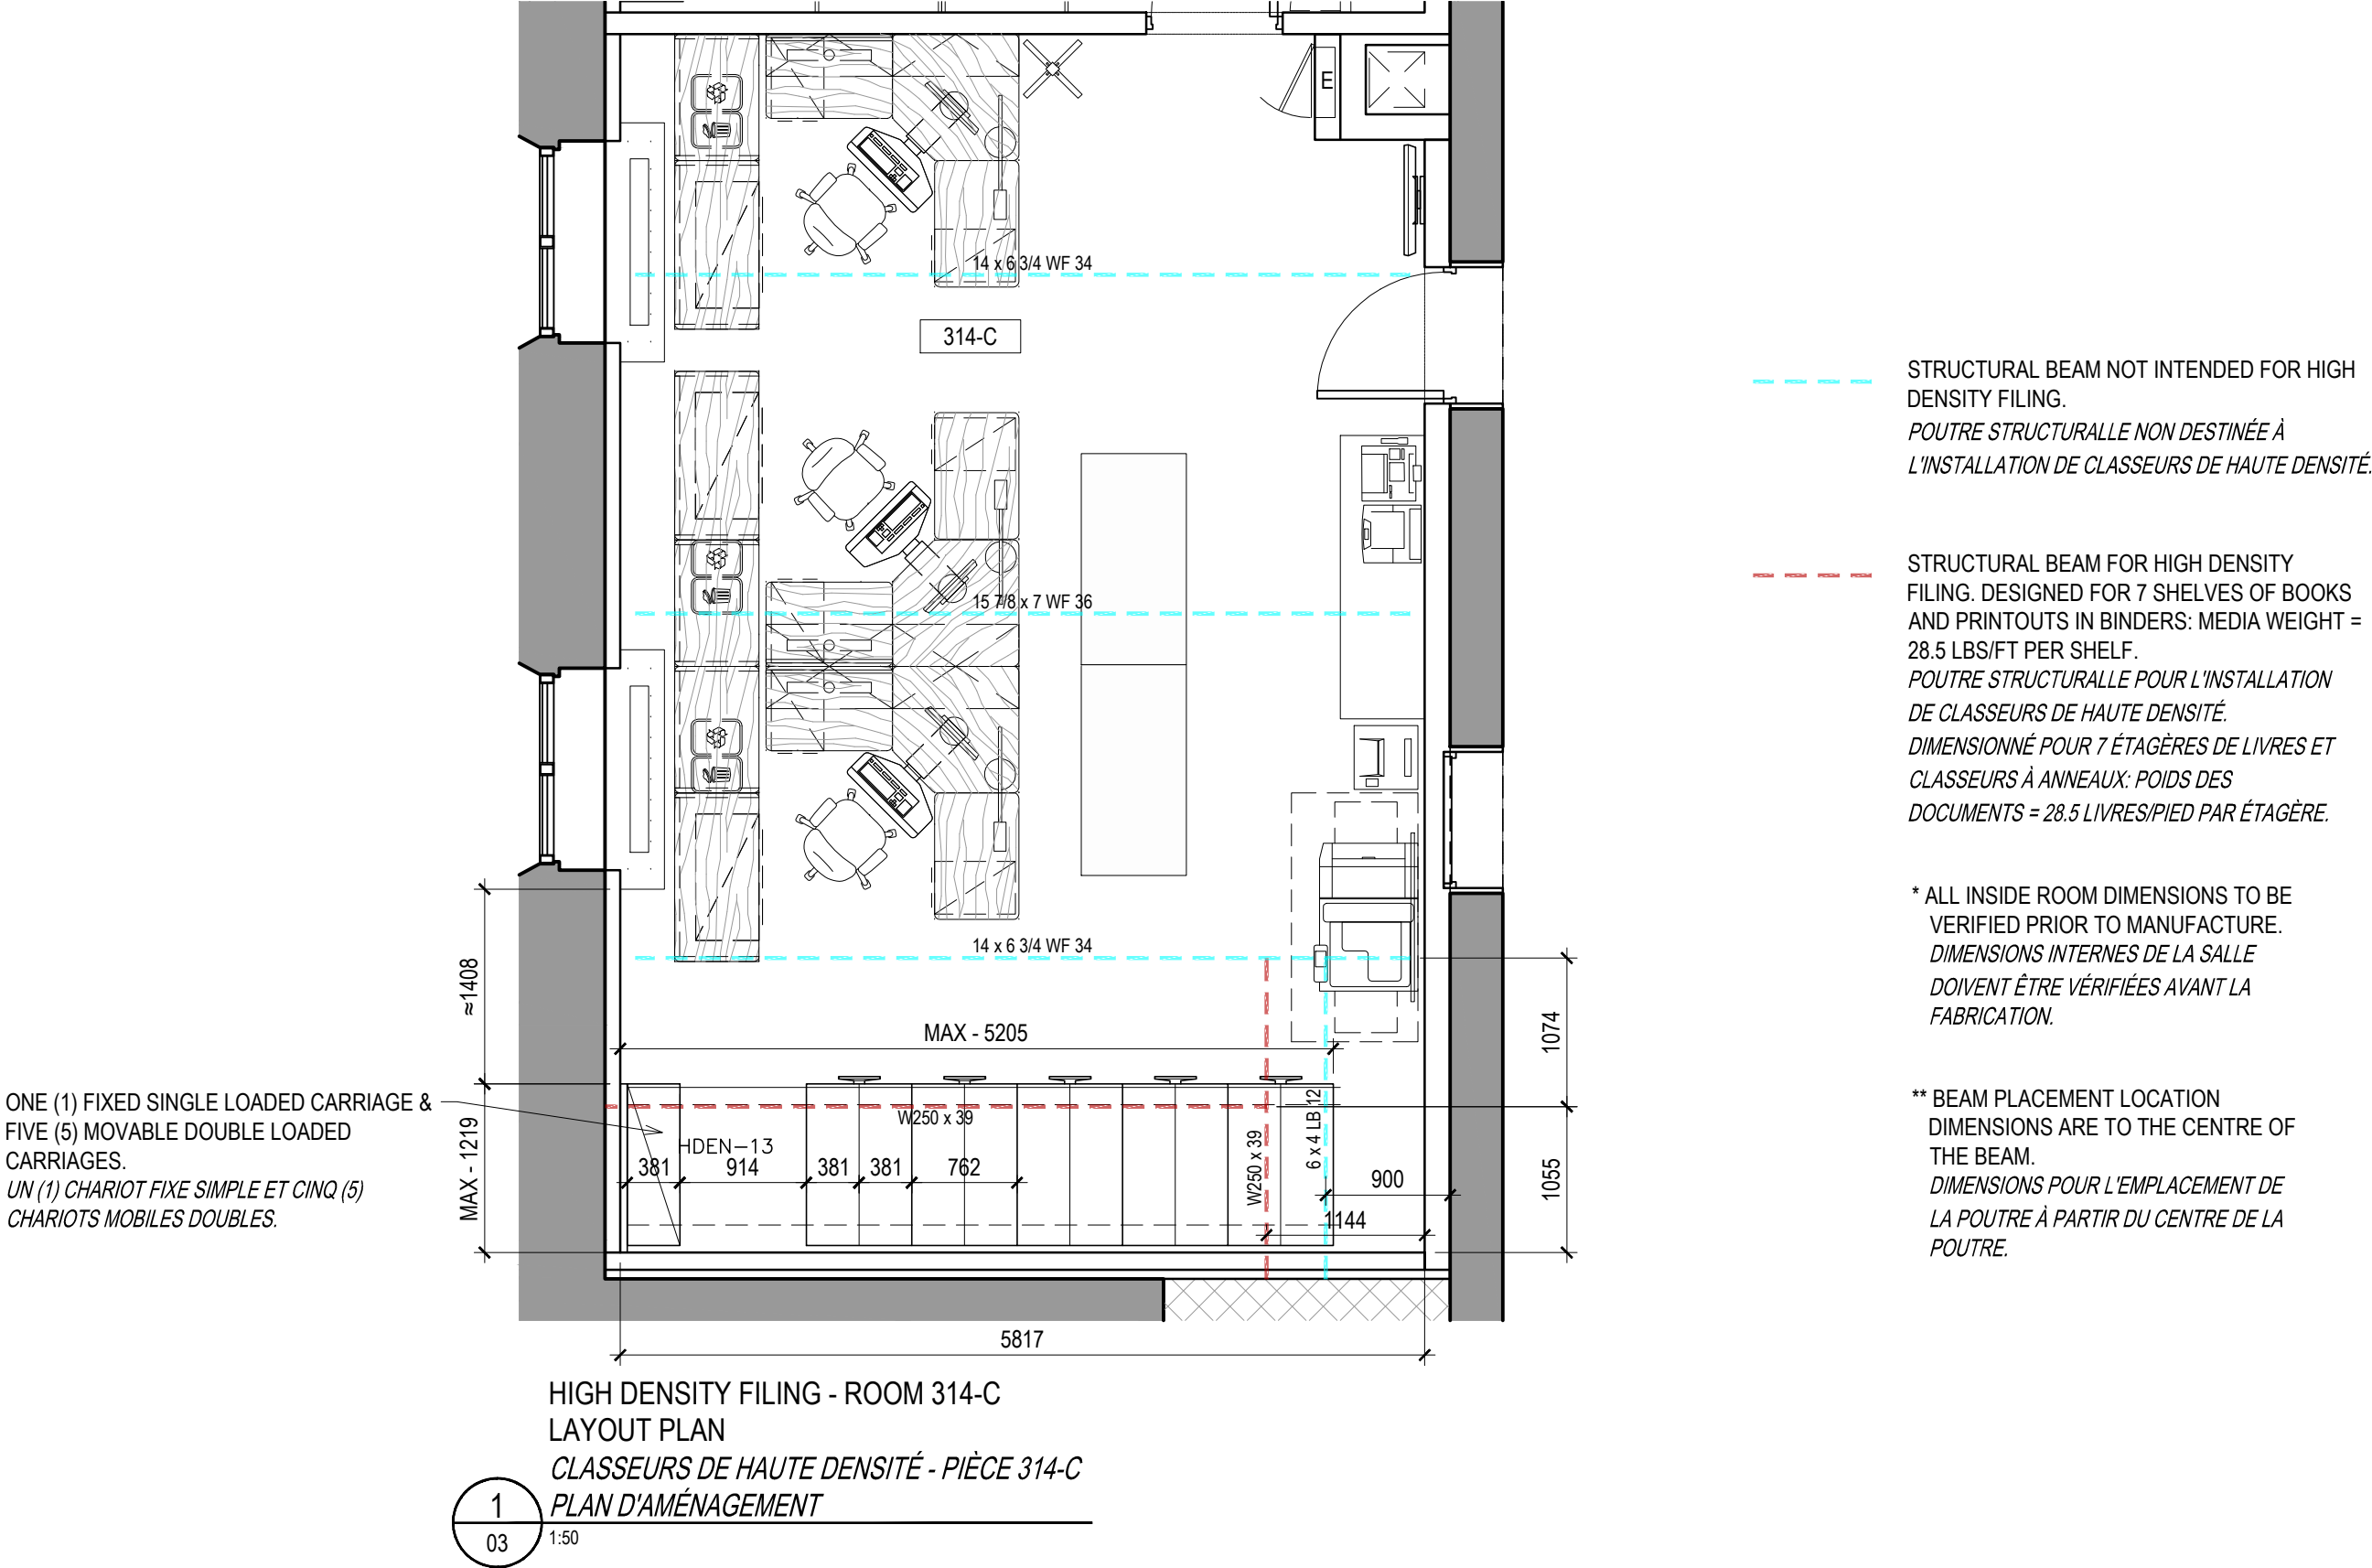 E
14 x 6 3/4 WF 34
314-C
15 7/8 x 7 WF 36
14 x 6 3/4 WF 34
≈1408
MAX - 5205
1074
ONE (1) FIXED SINGLE LOADED CARRIAGE &
FIVE (5) MOVABLE DOUBLE LOADED
CARRIAGES.
UN (1) CHARIOT FIXE SIMPLE ET CINQ (5)
CHARIOTS MOBILES DOUBLES.
MAX - 1219
W250 x 39
HDEN-13
381
914
381
381
762
W250 x 39
6 x 4 LB 12
900
1144
1055
5817
STRUCTURAL BEAM NOT INTENDED FOR HIGH
DENSITY FILING.
POUTRE STRUCTURALLE NON DESTINÉE À
L'INSTALLATION DE CLASSEURS DE HAUTE DENSITÉ.
STRUCTURAL BEAM FOR HIGH DENSITY
FILING. DESIGNED FOR 7 SHELVES OF BOOKS
AND PRINTOUTS IN BINDERS: MEDIA WEIGHT =
28.5 LBS/FT PER SHELF.
POUTRE STRUCTURALLE POUR L'INSTALLATION
DE CLASSEURS DE HAUTE DENSITÉ.
DIMENSIONNÉ POUR 7 ÉTAGÈRES DE LIVRES ET
CLASSEURS À ANNEAUX: POIDS DES
DOCUMENTS = 28.5 LIVRES/PIED PAR ÉTAGÈRE.
* ALL INSIDE ROOM DIMENSIONS TO BE
VERIFIED PRIOR TO MANUFACTURE.
DIMENSIONS INTERNES DE LA SALLE
DOIVENT ÊTRE VÉRIFIÉES AVANT LA
FABRICATION.
** BEAM PLACEMENT LOCATION
DIMENSIONS ARE TO THE CENTRE OF
THE BEAM.
DIMENSIONS POUR L'EMPLACEMENT DE
LA POUTRE À PARTIR DU CENTRE DE LA
POUTRE.
HIGH DENSITY FILING - ROOM 314-C
LAYOUT PLAN
CLASSEURS DE HAUTE DENSITÉ - PIÈCE 314-C
PLAN D'AMÉNAGEMENT
1
03
1:50